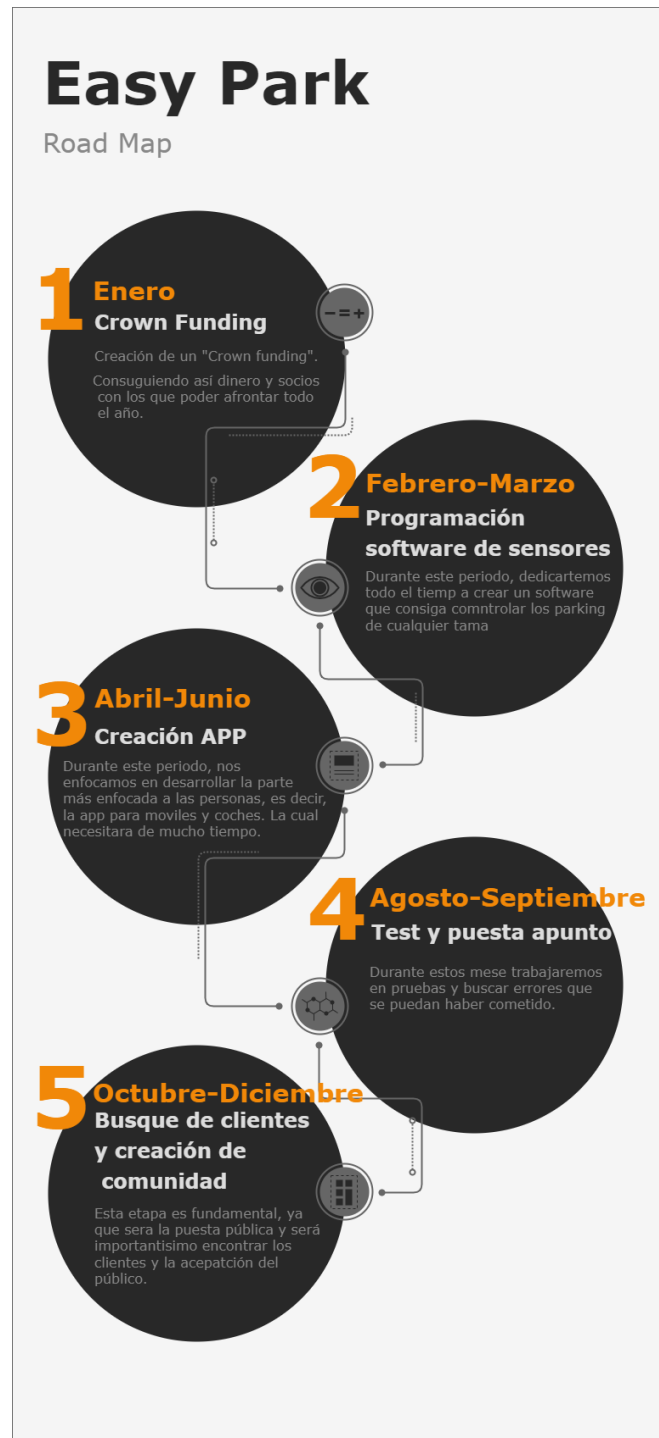 Easy Park
Road Map
1
Enero
Crown Funding
Creación de un "Crown funding".
Consuguiendo así dinero y socios
con los que poder afrontar todo
el año.
2
Febrero-Marzo
Programación
software de sensores
Durante este periodo, dedicartemos
todo el tiemp a crear un software
que consiga comntrolar los parking
de cualquier tama
3
Abril-Junio
Creación APP
Durante este periodo, nos
enfocamos en desarrollar la parte
más enfocada a las personas, es decir,
la app para moviles y coches. La cual
necesitara de mucho tiempo.
4
Agosto-Septiembre
Test y puesta apunto
Durante estos mese trabajaremos
en pruebas y buscar errores que
se puedan haber cometido.
5
Octubre-Diciembre
Busque de clientes
y creación de
comunidad
Esta etapa es fundamental, ya
que sera la puesta pública y será
importantisimo encontrar los
clientes y la acepatción del
público.